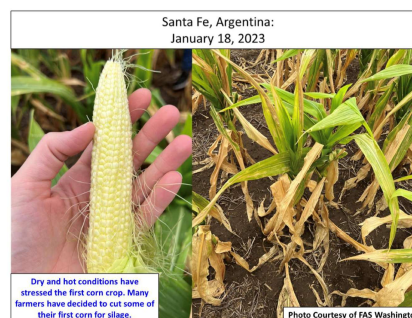 Santa Fe, Argentina:
January 18, 2023
Dry and hot conditions have
stressed the first corn crop. Many
farmers have decided to cut some of
their first corn for silage.
Photo Courtesy of FAS Washington